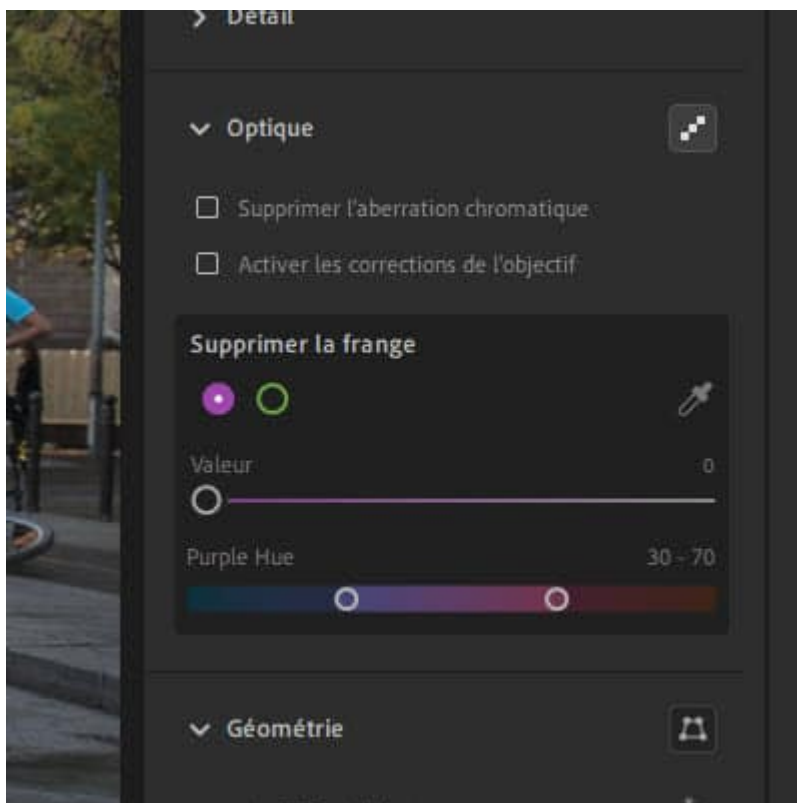 Détail
Optique
Supprimer l'aberration chromatique
Activer les corrections de l'objectif
Supprimer la frange
Valeur 0
Purple Hue 30 - 70
Géométrie